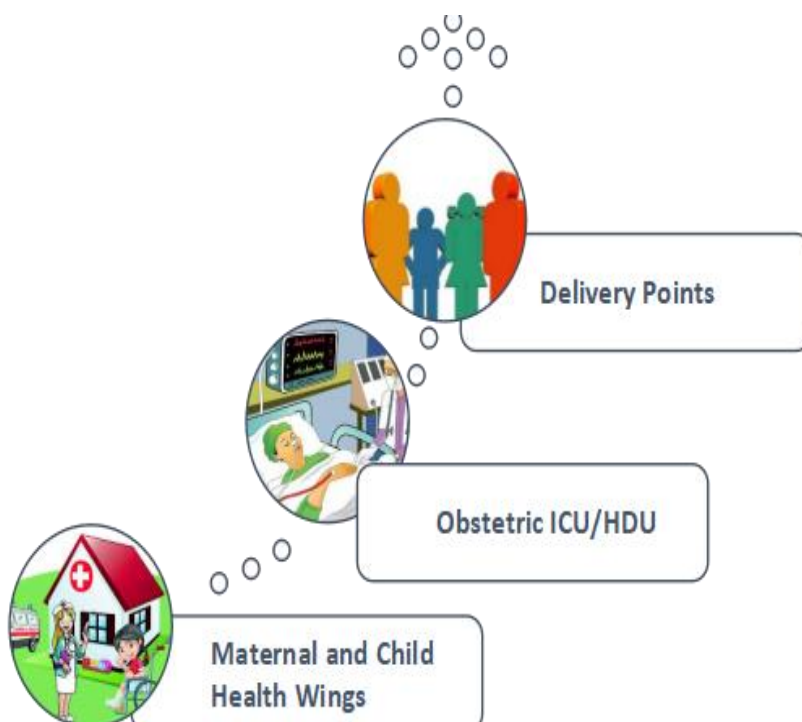 Delivery Points
Obstetric ICU/HDU
Maternal and Child
Health Wings